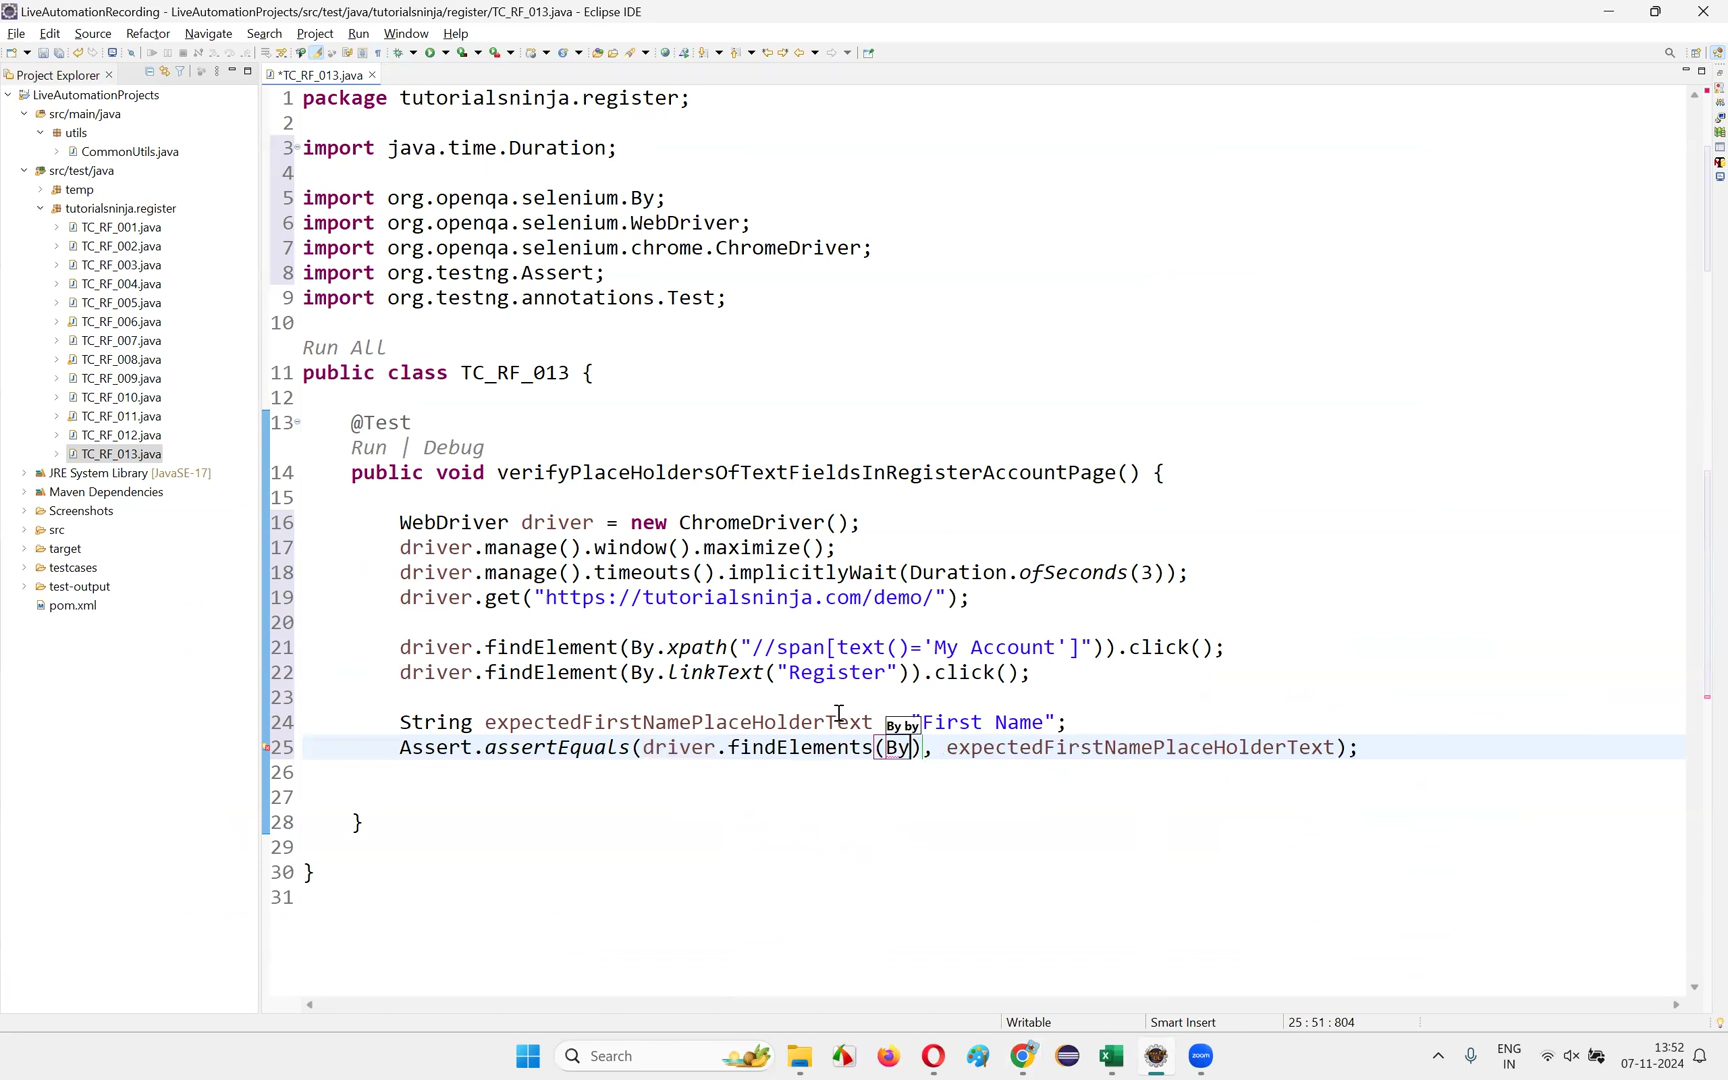 LiveAutomationRecording - LiveAutomationProjects/src/test/java/tutorialsninja/register/TC_RF_013.java - Eclipse IDE
File Edit Source Refactor Navigate Search Project Run Window Help
Project Explorer
*TC_RF_013.java
LiveAutomationProjects
src/main/java
utils
CommonUtils.java
src/test/java
temp
tutorialsninja.register
TC_RF_001.java
TC_RF_002.java
TC_RF_003.java
TC_RF_004.java
TC_RF_005.java
TC_RF_006.java
TC_RF_007.java
TC_RF_008.java
TC_RF_009.java
TC_RF_010.java
TC_RF_011.java
TC_RF_012.java
TC_RF_013.java
JRE System Library [JavaSE-17]
Maven Dependencies
Screenshots
src
target
testcases
test-output
pom.xml
1 package tutorialsninja.register;
2
3 import java.time.Duration;
4
5 import org.openqa.selenium.By;
6 import org.openqa.selenium.WebDriver;
7 import org.openqa.selenium.chrome.ChromeDriver;
8 import org.testng.Assert;
9 import org.testng.annotations.Test;
10
Run All
11 public class TC_RF_013 {
12
13 @Test
Run | Debug
14 public void verifyPlaceHoldersOfTextFieldsInRegisterAccountPage() {
15
16 WebDriver driver = new ChromeDriver();
17 driver.manage().window().maximize();
18 driver.manage().timeouts().implicitlyWait(Duration.ofSeconds(3));
19 driver.get("https://tutorialsninja.com/demo/");
20
21 driver.findElement(By.xpath("//span[text()='My Account']")).click();
22 driver.findElement(By.linkText("Register")).click();
23
24 String expectedFirstNamePlaceHolderText "First Name";
By by
25 Assert.assertEquals(driver.findElements(By), expectedFirstNamePlaceHolderText);
26
27
28 }
29
30 }
31
Writable Smart Insert 25 : 51 : 804
Search
zoom
ENG
IN
13:52
07-11-2024